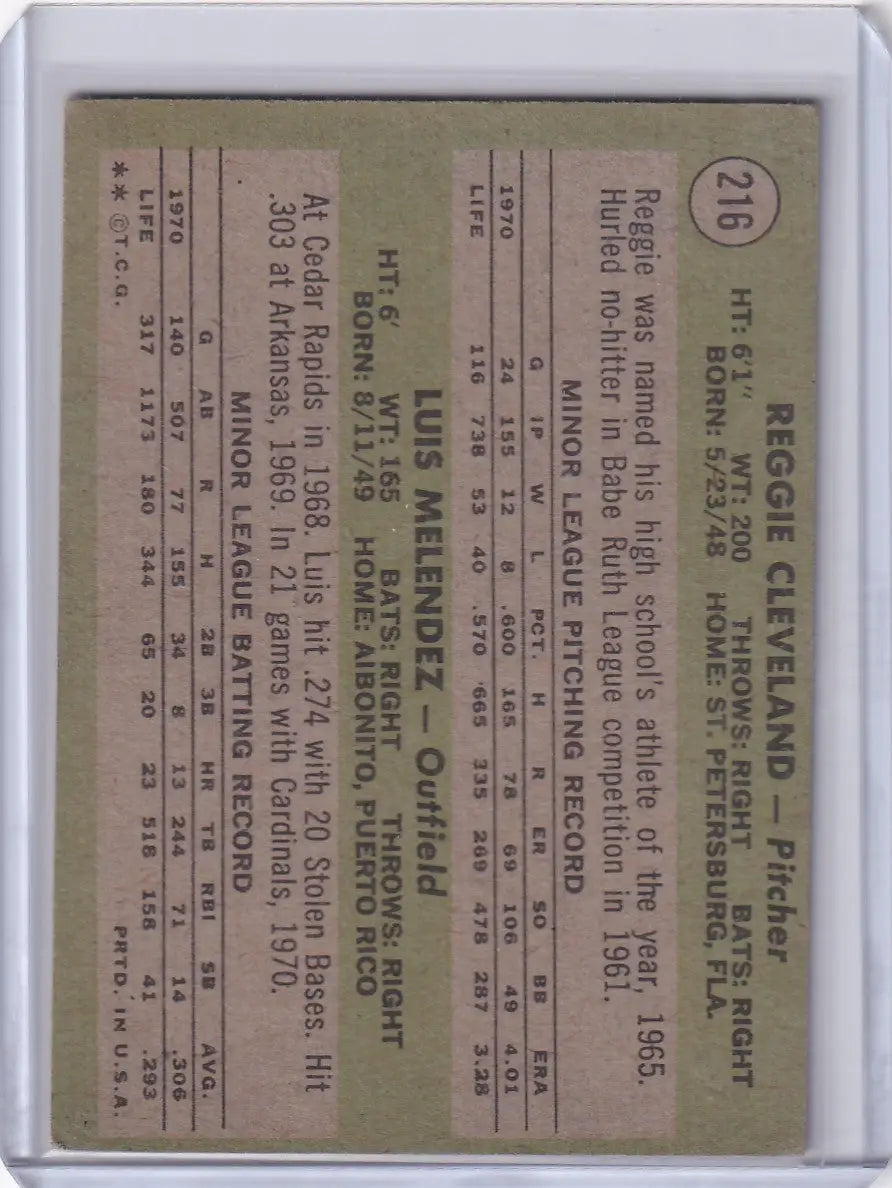 216
REGGIE CLEVELAND — Pitcher
HT: 6'1" WT: 200 THROWS: RIGHT BATS: RIGHT
BORN: 5/23/48 HOME: ST. PETERSBURG, FLA.
Reggie was named his high school's athlete of the year, 1965.
Hurled no-hitter in Babe Ruth League competition in 1961.
MINOR LEAGUE PITCHING RECORD
G IP W L PCT. H R ER SO BB ERA
1970 24 155 12 8 .600 165 78 69 106 49 4.01
LIFE 116 738 53 40 .570 665 335 269 478 287 3.28
LUIS MELENDEZ — Outfield
HT: 6' WT: 165 BATS: RIGHT THROWS: RIGHT
BORN: 8/11/49 HOME: AIBONITO, PUERTO RICO
At Cedar Rapids in 1968. Luis hit .274 with 20 Stolen Bases. Hit
.303 at Arkansas, 1969. In 21 games with Cardinals, 1970.
MINOR LEAGUE BATTING RECORD
G AB R H 2B 3B HR TB RBI SB AVG.
1970 140 507 77 155 34 8 13 244 71 14 .306
LIFE 317 1173 180 344 65 20 23 518 158 41 .293
** ©T.C.G. PRTD. IN U.S.A.